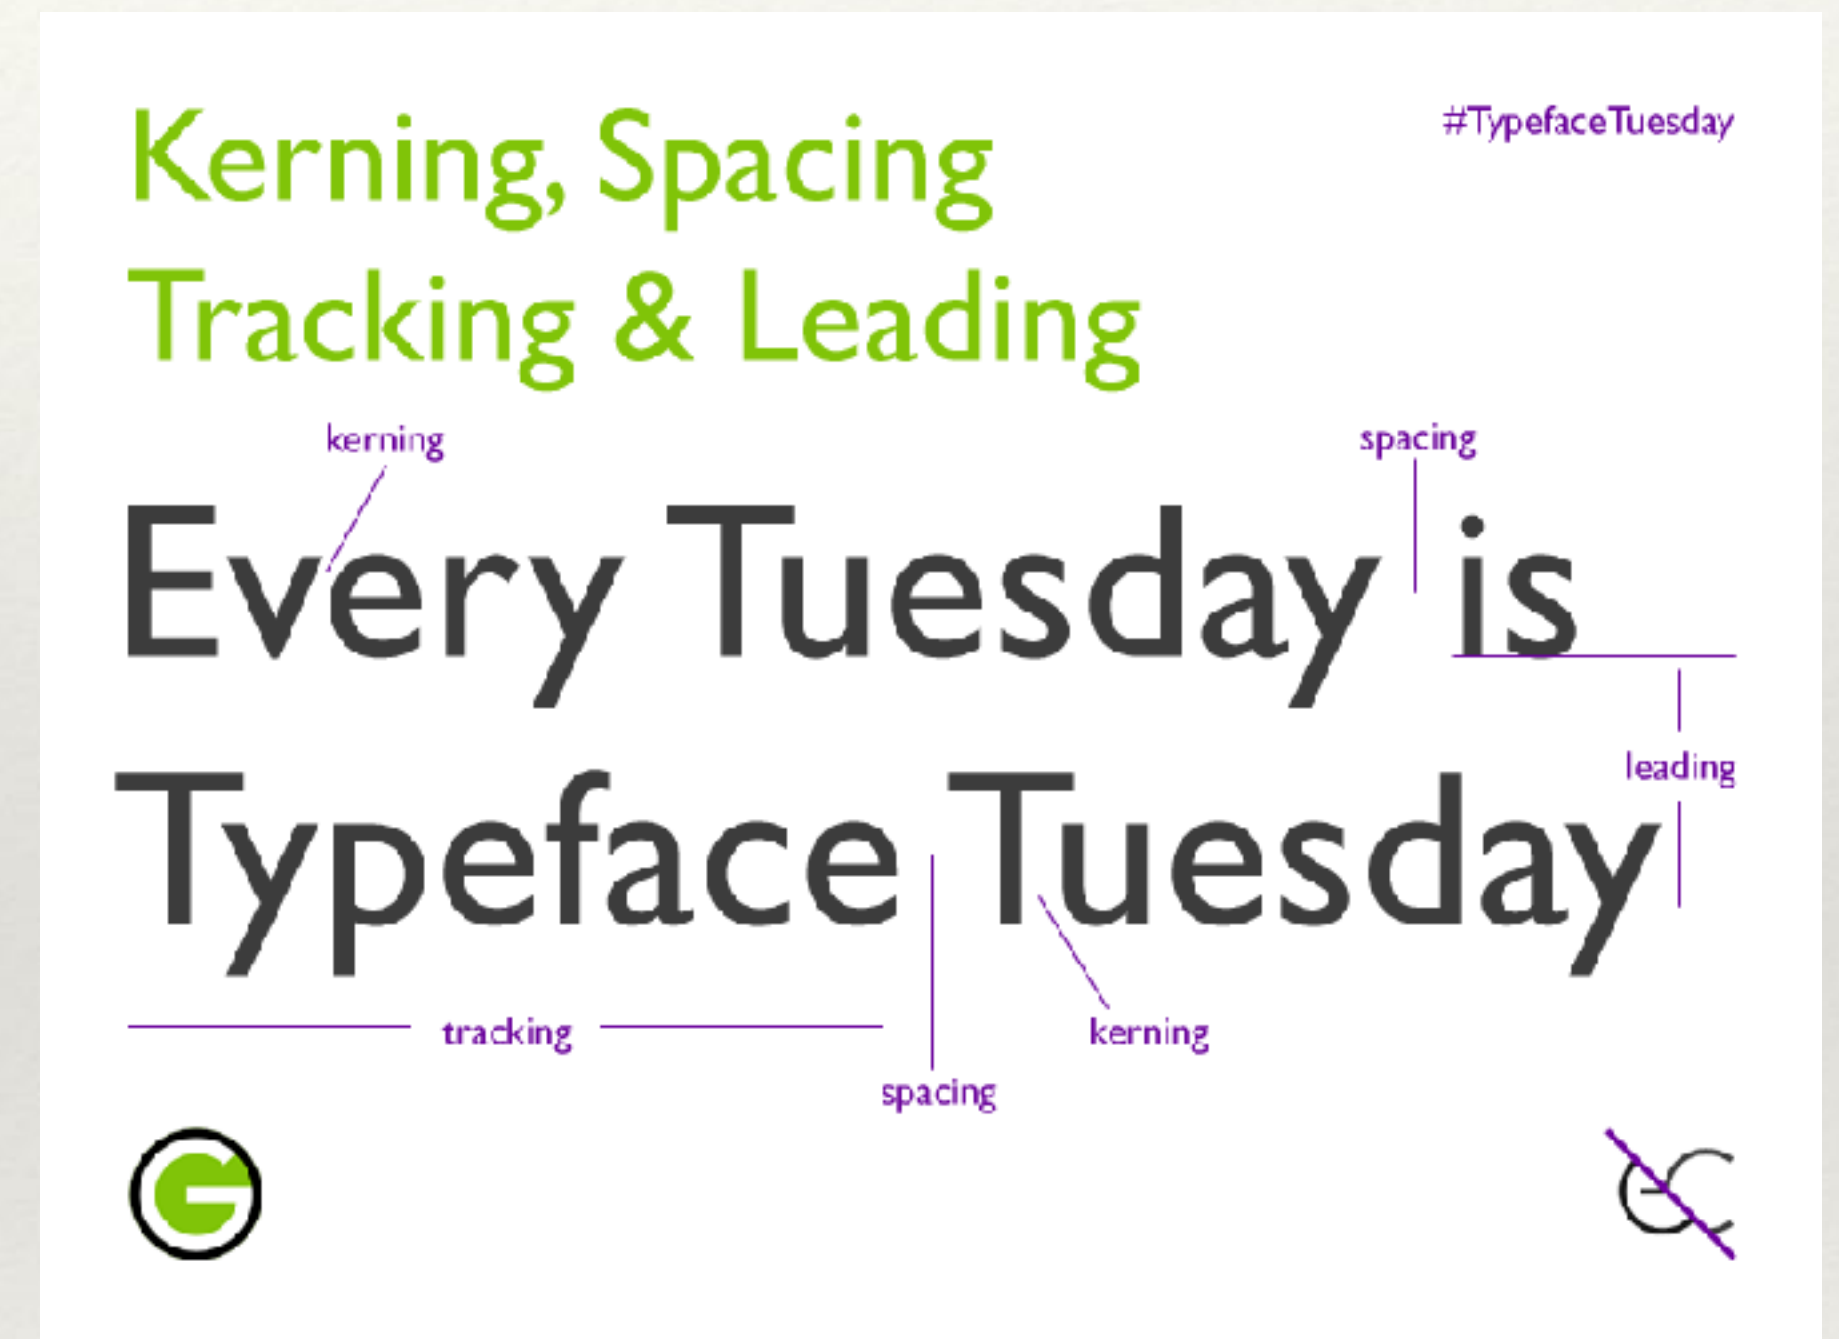 Kerning, Spacing
#TypefaceTuesday
Tracking & Leading
kerning
spacing
Every Tuesday is
leading
Typeface Tuesday
tracking
kerning
spacing
G